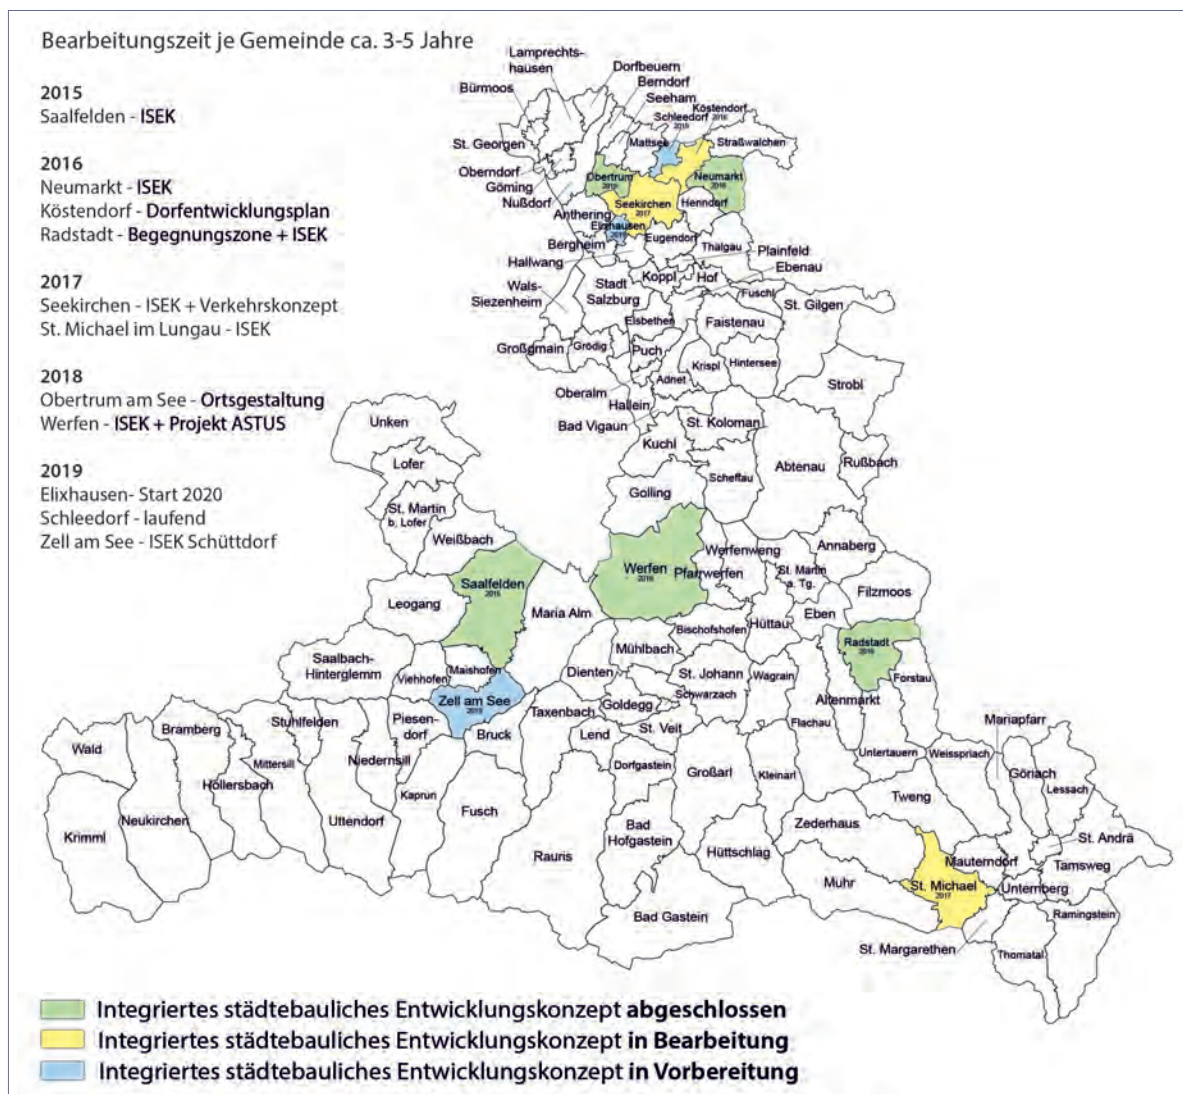 Bearbeitungszeit je Gemeinde ca. 3-5 Jahre
2015
Saalfelden - ISEK
2016
Neumarkt - ISEK
Köstendorf - Dorfentwicklungsplan
Radstadt - Begegnungszone + ISEK
2017
Seekirchen - ISEK + Verkehrskonzept
St. Michael im Lungau - ISEK
2018
Obertrum am See - Ortsgestaltung
Werfen - ISEK + Projekt ASTUS
2019
Elixhausen- Start 2020
Schleedorf - laufend
Zell am See - ISEK Schüttdorf
Lamprechts-
hausen
Dorfbeuern
Berndorf
Bürmoos
Seeham
Köstendorf
2016
Schleedorf
2019
St. Georgen
Mattsee
Straßwalchen
Oberndorf
Göming
Nußdorf
Obertrum
Neumarkt
2016
Seekirchen
2017
Henndorf
Anthering
Elixhausen
Bergheim
Eugendorf
Thalgau
Plainfeld
Hallwang
Ebenau
Koppl
Hof
Wals-
Siezenheim
Stadt
Salzburg
Fuschl
St. Gilgen
Elsbethen
Faistenau
Großgmain
Grödig
Puch
Krispl
Hintersee
Adnet
Strobl
Oberalm
Hallein
Bad Vigaun
St. Koloman
Kuchl
Unken
Lofer
Scheffau
Abtenau
Rußbach
Golling
St. Martin
b. Lofer
Weißbach
Annaberg
Werfenweng
Werfen
2018
Pfarrwerfen
St. Martin
a. Tg.
Saalfelden
2015
Filzmoos
Leogang
Maria Alm
Eben
Hüttau
Bischofshofen
Radstadt
2016
Mühlbach
Saalbach-
Hinterglemm
Viehhofen
Maishofen
Dienten
St. Johann
Wagrain
Forstau
Schwarzach
Zell am See
2019
Goldegg
Altenmarkt
Taxenbach
Stuhlfelden
Bramberg
Piesen-
dorf
Bruck
Lend
St. Veit
Flachau
Mariapfarr
Wald
Mittersill
Niedernsill
Höllersbach
Dorfgastein
Untertauern
Weisspriach
Großarl
Kleinarl
Göriach
Lessach
Kaprun
Fusch
Tweng
Krimml
Neukirchen
Uttendorf
Bad
Hofgastein
Zederhaus
St. Andrä
Rauris
Hüttschlag
Mauterndorf
Tamsweg
Muhr
St. Michael
2017
Unternberg
Bad Gastein
Ramingstein
St. Margarethen
Thomatal
Integriertes städtebauliches Entwicklungskonzept abgeschlossen
Integriertes städtebauliches Entwicklungskonzept in Bearbeitung
Integriertes städtebauliches Entwicklungskonzept in Vorbereitung